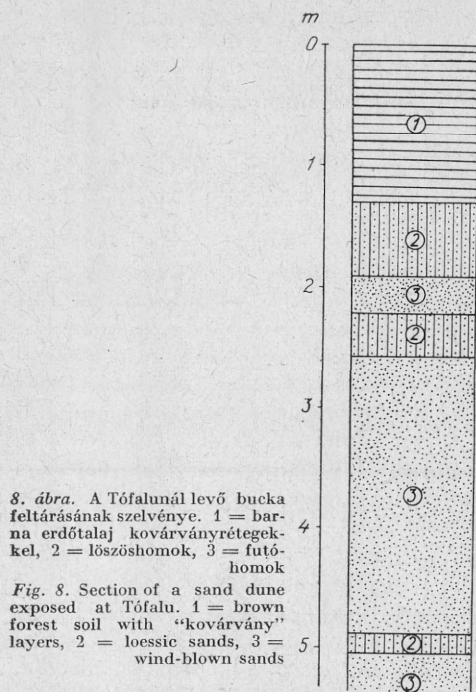 m
0
①
1
②
2
③
②
3
③
4
8. ábra. A Tófalunál levő bucka
feltárásának szelvénye. 1 = bar-
na erdőtalaj kovárványrétegek-
kel, 2 = löszöshomok, 3 = futó-
homok
Fig. 8. Section of a sand dune
exposed at Tófalu. 1 = brown
forest soil with “kovárvány”
layers, 2 = loessic sands, 3 =
wind-blown sands
5
②
③